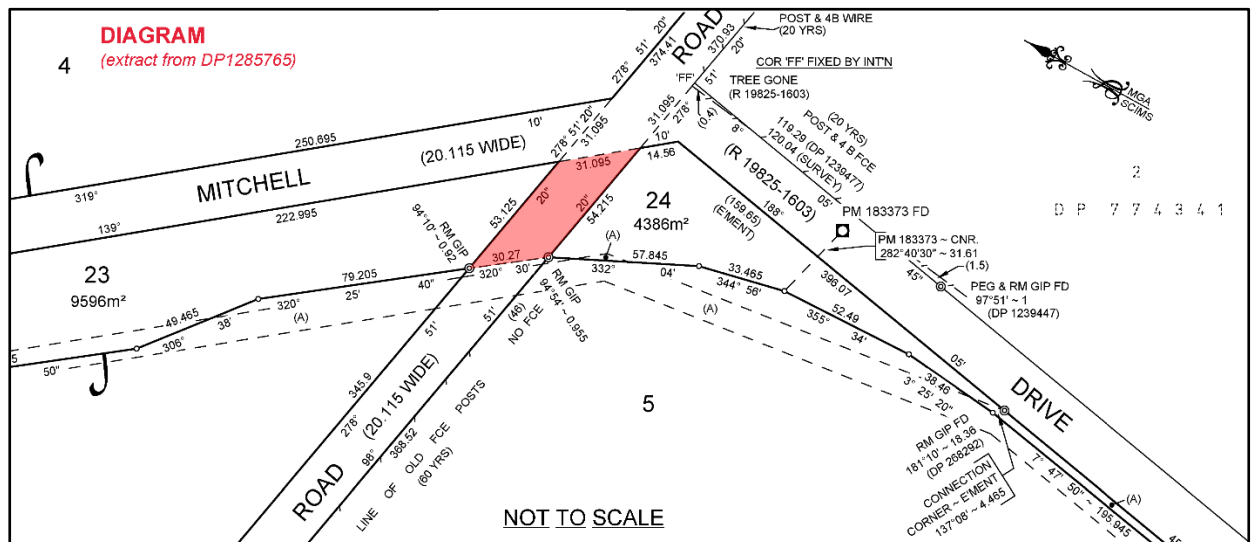 DIAGRAM
(extract from DP1285765)
4
278° 51' 20"
374.41
ROAD
370.93
51' 20"
POST & 4B WIRE
(20 YRS)
COR 'FF' FIXED BY INT'N
'FF'
TREE GONE
(R 19825-1603)
MGA
SCIMS
250.695
10'
319°
MITCHELL
(20.115 WIDE)
278° 51' 20"
31.095
31.095
278°
(0.4)
8°
(20 YRS)
POST & 4 B FCE
119.29 (DP 1239477)
120.04 (SURVEY)
05'
10'
14.56
31.095
(R 19825-1603)
2
DP 774341
139°
222.995
53.125
20"
20"
54.215
24
4386m²
(159.65)
(E'MENT)
188°
PM 183373 FD
PM 183373 ~ CNR.
282°40'30" ~ 31.61
(1.5)
45"
PEG & RM GIP FD
97°51' ~ 1
(DP 1239447)
RM GIP
94°10' ~ 0.92
23
9596m²
79.205
320°
25'
40"
30.27
320°
30'
(A)
332°
57.845
04'
33.465
344° 56'
396.07
RM GIP
94°54' ~ 0.955
49.465
306°
38'
(A)
5
50"
51'
51'
(46)
NO FCE
(A)
52.49
355°
34'
05'
345.9
278°
(20.115 WIDE)
ROAD
98°
368.52
LINE OF OLD FCE POSTS
(60 YRS)
5
38.46
3° 25' 20"
DRIVE
RM GIP FD
181°10' ~ 18.36
(DP 268292)
CONNECTION
CORNER ~ E'MENT
137°08' ~ 4.465
7° 47' 50"
195.945
(A)
45"
NOT TO SCALE